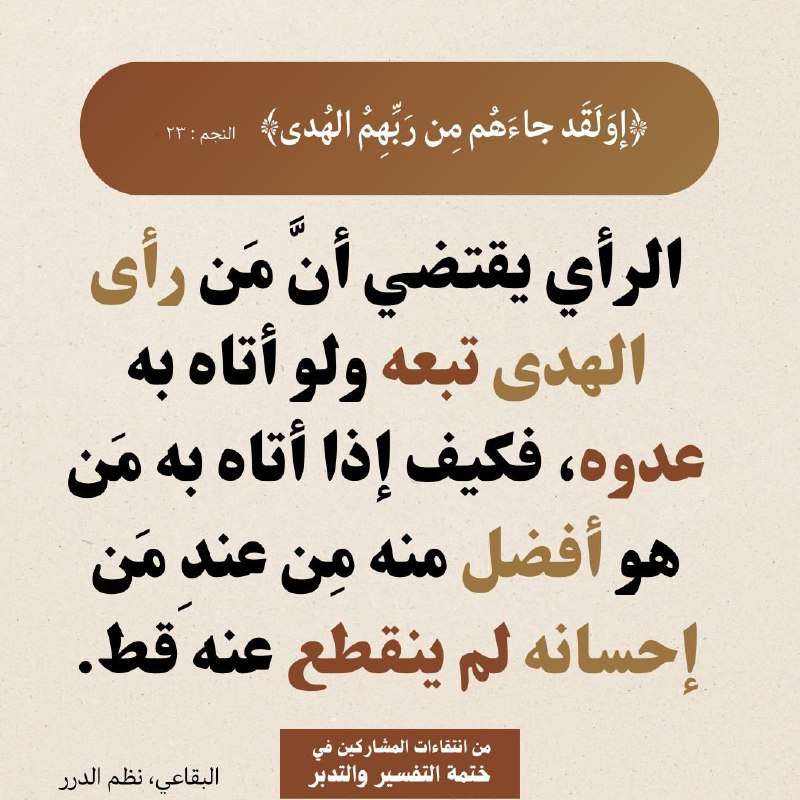 ﴿إوَلَقَد جاءَهُم مِن رَبِّهِمُ الهُدى﴾ النجم : ٢٣
الرأي يقتضي أنَّ مَن رأى
الهدى تبعه ولو أتاه به
عدوه، فكيف إذا أتاه به مَن
هو أفضل منه مِن عندِ مَن
إحسانه لم ينقطع عنه قط.
من انتقاءات المشاركين في
ختمة التفسير والتدبر
البقاعي، نظم الدرر